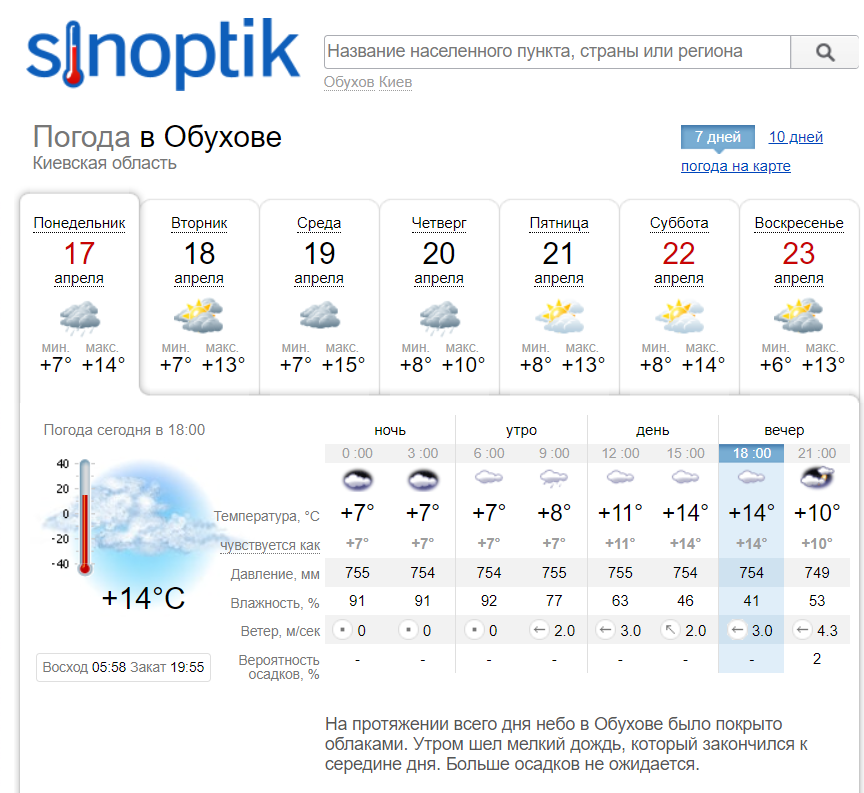 sinoptik
Название населенного пункта, страны или региона
Обухов Киев
Погода в Обухове
Киевская область
7 дней 10 дней
погода на карте
Понедельник Вторник Среда Четверг Пятница Суббота Воскресенье
17 18 19 20 21 22 23
апреля апреля апреля апреля апреля апреля апреля
мин. макс. мин. макс. мин. макс. мин. макс. мин. макс. мин. макс. мин. макс.
+7° +14° +7° +13° +7° +15° +8° +10° +8° +13° +8° +14° +6° +13°
Погода сегодня в 18:00
40
20
0
-20
-40
+14°C
Восход 05:58 Закат 19:55
ночь утро день вечер
0 :00 3 :00 6 :00 9 :00 12 :00 15 :00 18 :00 21 :00
Температура, °C +7° +7° +7° +8° +11° +14° +14° +10°
чувствуется как +7° +7° +7° +7° +11° +14° +14° +10°
Давление, мм 755 754 754 755 755 754 754 749
Влажность, % 91 91 92 77 63 46 41 53
Ветер, м/сек 0 0 0 2.0 3.0 2.0 3.0 4.3
Вероятность
осадков, % - - - - - - - 2
На протяжении всего дня небо в Обухове было покрыто
облаками. Утром шел мелкий дождь, который закончился к
середине дня. Больше осадков не ожидается.